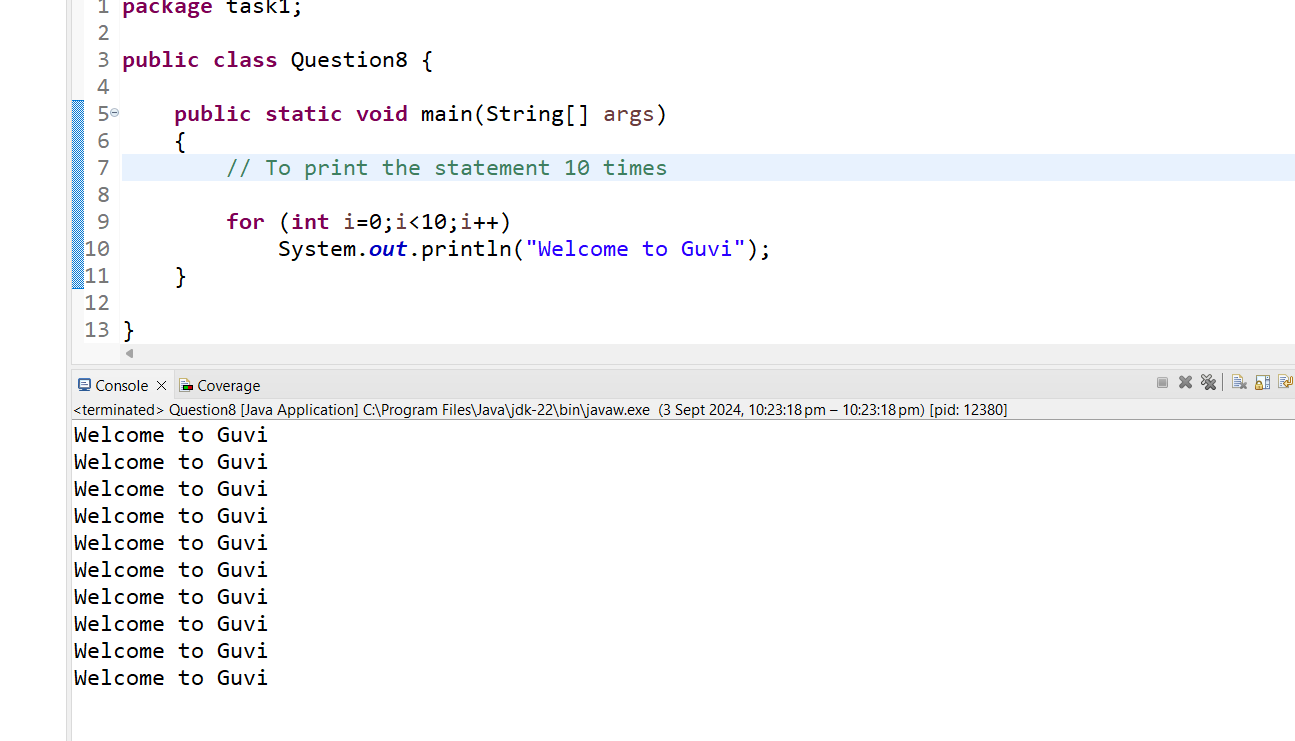 1 package task1;
2
3 public class Question8 {
4
5 public static void main(String[] args)
6 {
7 // To print the statement 10 times
8
9 for (int i=0;i<10;i++)
10 System.out.println("Welcome to Guvi");
11 }
12
13 }
Console Coverage
<terminated> Question8 [Java Application] C:\Program Files\Java\jdk-22\bin\javaw.exe (3 Sept 2024, 10:23:18 pm – 10:23:18 pm) [pid: 12380]
Welcome to Guvi
Welcome to Guvi
Welcome to Guvi
Welcome to Guvi
Welcome to Guvi
Welcome to Guvi
Welcome to Guvi
Welcome to Guvi
Welcome to Guvi
Welcome to Guvi